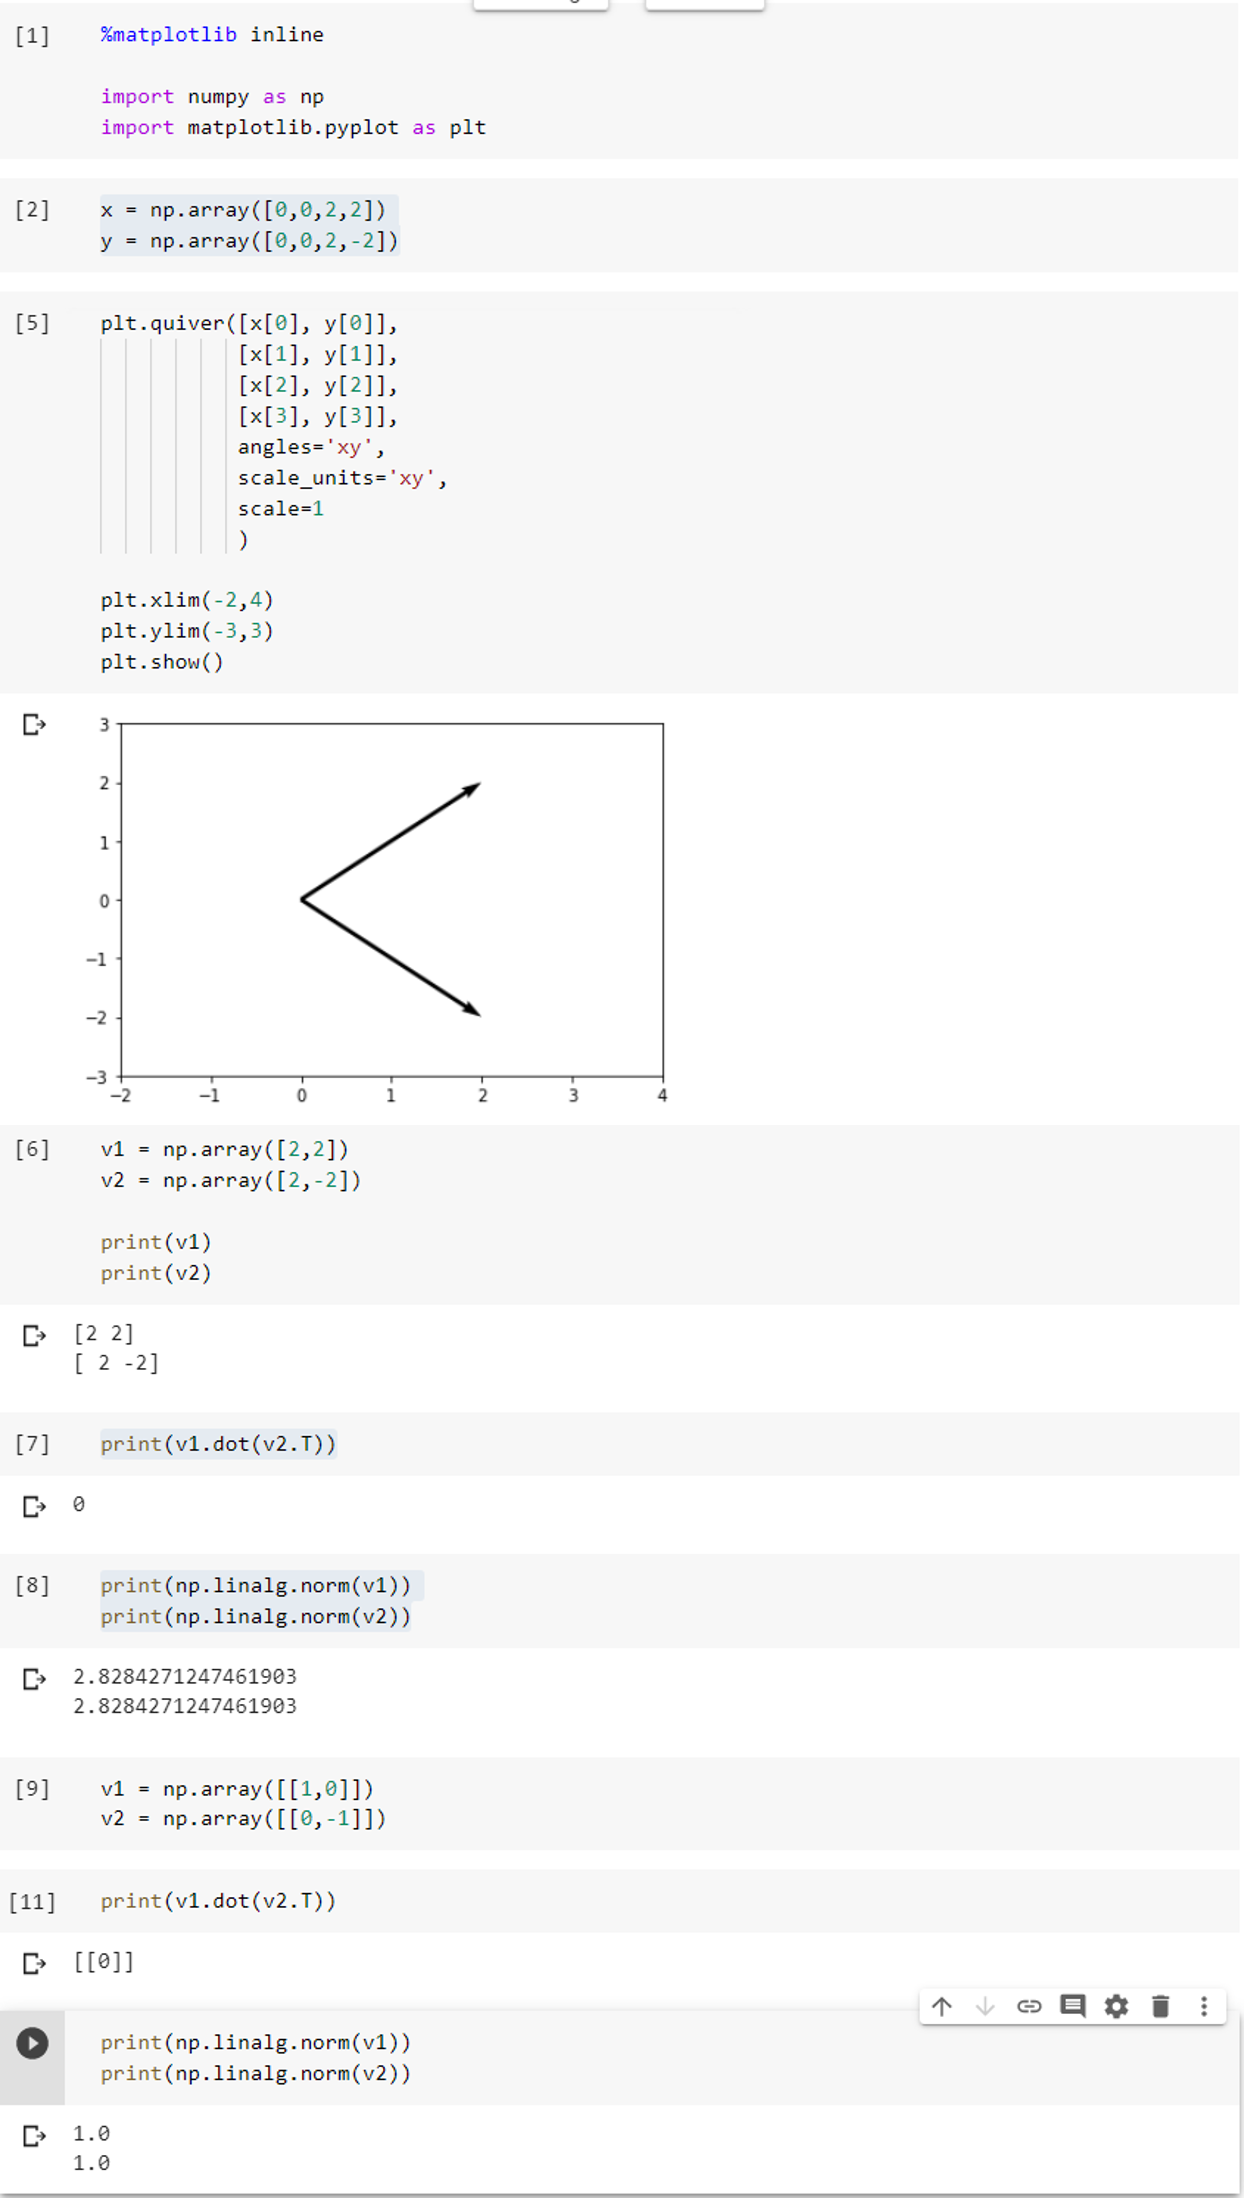 [1] %matplotlib inline
import numpy as np
import matplotlib.pyplot as plt
[2] x = np.array([0,0,2,2])
y = np.array([0,0,2,-2])
[5] plt.quiver([x[0], y[0]],
[x[1], y[1]],
[x[2], y[2]],
[x[3], y[3]],
angles='xy',
scale_units='xy',
scale=1
)
plt.xlim(-2,4)
plt.ylim(-3,3)
plt.show()
3
2
1
0
−1
−2
−3
−2 −1 0 1 2 3 4
[6] v1 = np.array([2,2])
v2 = np.array([2,-2])
print(v1)
print(v2)
[2 2]
[ 2 -2]
[7] print(v1.dot(v2.T))
0
[8] print(np.linalg.norm(v1))
print(np.linalg.norm(v2))
2.8284271247461903
2.8284271247461903
[9] v1 = np.array([[1,0]])
v2 = np.array([[0,-1]])
[11] print(v1.dot(v2.T))
[[0]]
print(np.linalg.norm(v1))
print(np.linalg.norm(v2))
1.0
1.0